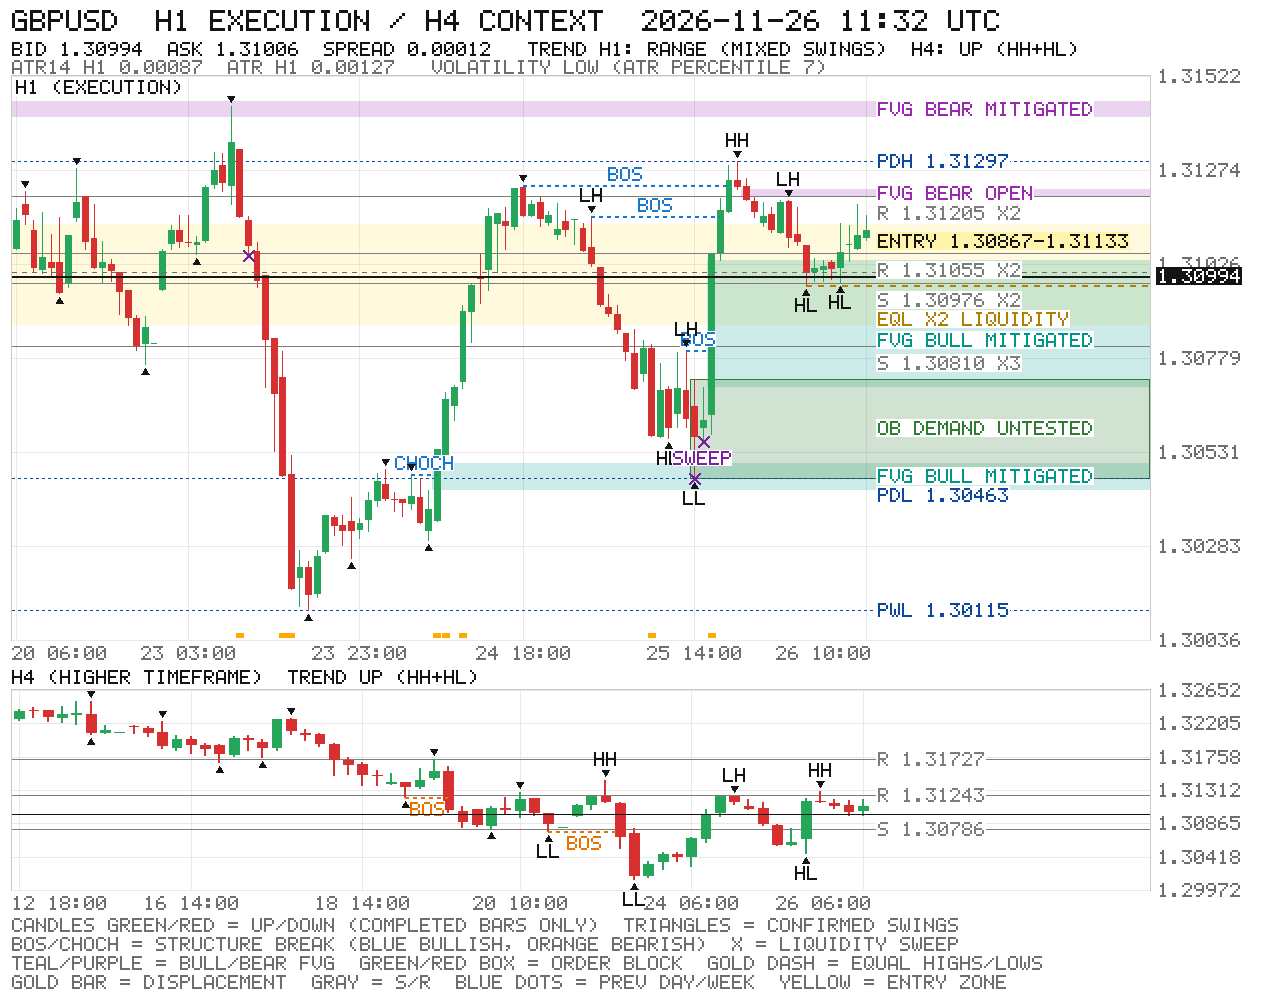 GBPUSD  H1 EXECUTION / H4 CONTEXT  2026-11-26 11:32 UTC
BID 1.30994  ASK 1.31006  SPREAD 0.00012   TREND H1: RANGE (MIXED SWINGS)  H4: UP (HH+HL)
ATR14 H1 0.00087  ATR H1 0.00127   VOLATILITY LOW (ATR PERCENTILE 7)
1.31522
H1 (EXECUTION)
FVG BEAR MITIGATED
HH
PDH 1.31297
1.31274
BOS
LH
FVG BEAR OPEN
LH
BOS
R 1.31205 X2
ENTRY 1.30867-1.31133
1.31026
R 1.31055 X2
1.30994
HL
HL
S 1.30976 X2
EQL X2 LIQUIDITY
LH
BOS
FVG BULL MITIGATED
1.30779
S 1.30810 X3
OB DEMAND UNTESTED
1.30531
CHOCH
HL
SWEEP
FVG BULL MITIGATED
LL
PDL 1.30463
1.30283
PWL 1.30115
1.30036
20 06:00
23 03:00
23 23:00
24 18:00
25 14:00
26 10:00
H4 (HIGHER TIMEFRAME)  TREND UP (HH+HL)
1.32652
1.32205
1.31758
R 1.31727
HH
LH
HH
1.31312
R 1.31243
BOS
1.30865
S 1.30786
BOS
LL
1.30418
HL
1.29972
LL
12 18:00
16 14:00
18 14:00
20 10:00
24 06:00
26 06:00
CANDLES GREEN/RED = UP/DOWN (COMPLETED BARS ONLY)  TRIANGLES = CONFIRMED SWINGS
BOS/CHOCH = STRUCTURE BREAK (BLUE BULLISH, ORANGE BEARISH)  X = LIQUIDITY SWEEP
TEAL/PURPLE = BULL/BEAR FVG  GREEN/RED BOX = ORDER BLOCK  GOLD DASH = EQUAL HIGHS/LOWS
GOLD BAR = DISPLACEMENT  GRAY = S/R  BLUE DOTS = PREV DAY/WEEK  YELLOW = ENTRY ZONE